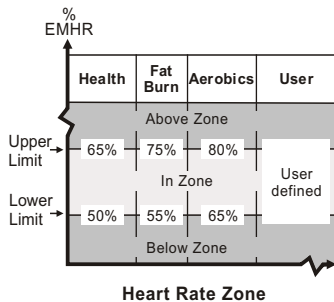 %
EMHR
Health
Fat
Burn
Aerobics
User
Above Zone
Upper
Limit
65%
75%
80%
In Zone
User
defined
Lower
Limit
50%
55%
65%
Below Zone
Heart Rate Zone